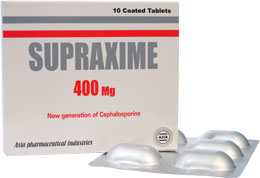 10 Coated Tablets
SUPRAXIME
400 Mg
New generation of Cephalosporins
Asia pharmaceutical industries